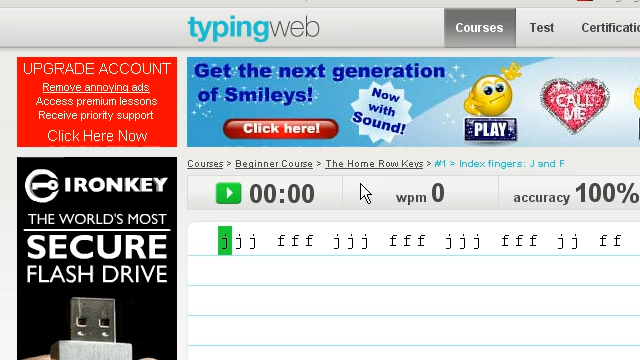 typingweb
Courses
Test
UPGRADE ACCOUNT
Remove annoying ads
Access premium lessons
Receive priority support
Click Here Now
Get the next generation
of Smileys!
Now
with
Sound!
Click here!
PLAY
CALL
ME
Courses > Beginner Course > The Home Row Keys > #1 > Index fingers: J and F
00:00
wpm 0
accuracy 100%
IRONKEY
THE WORLD'S MOST
SECURE
FLASH DRIVE
jjj fff jjj fff jjj fff jj ff